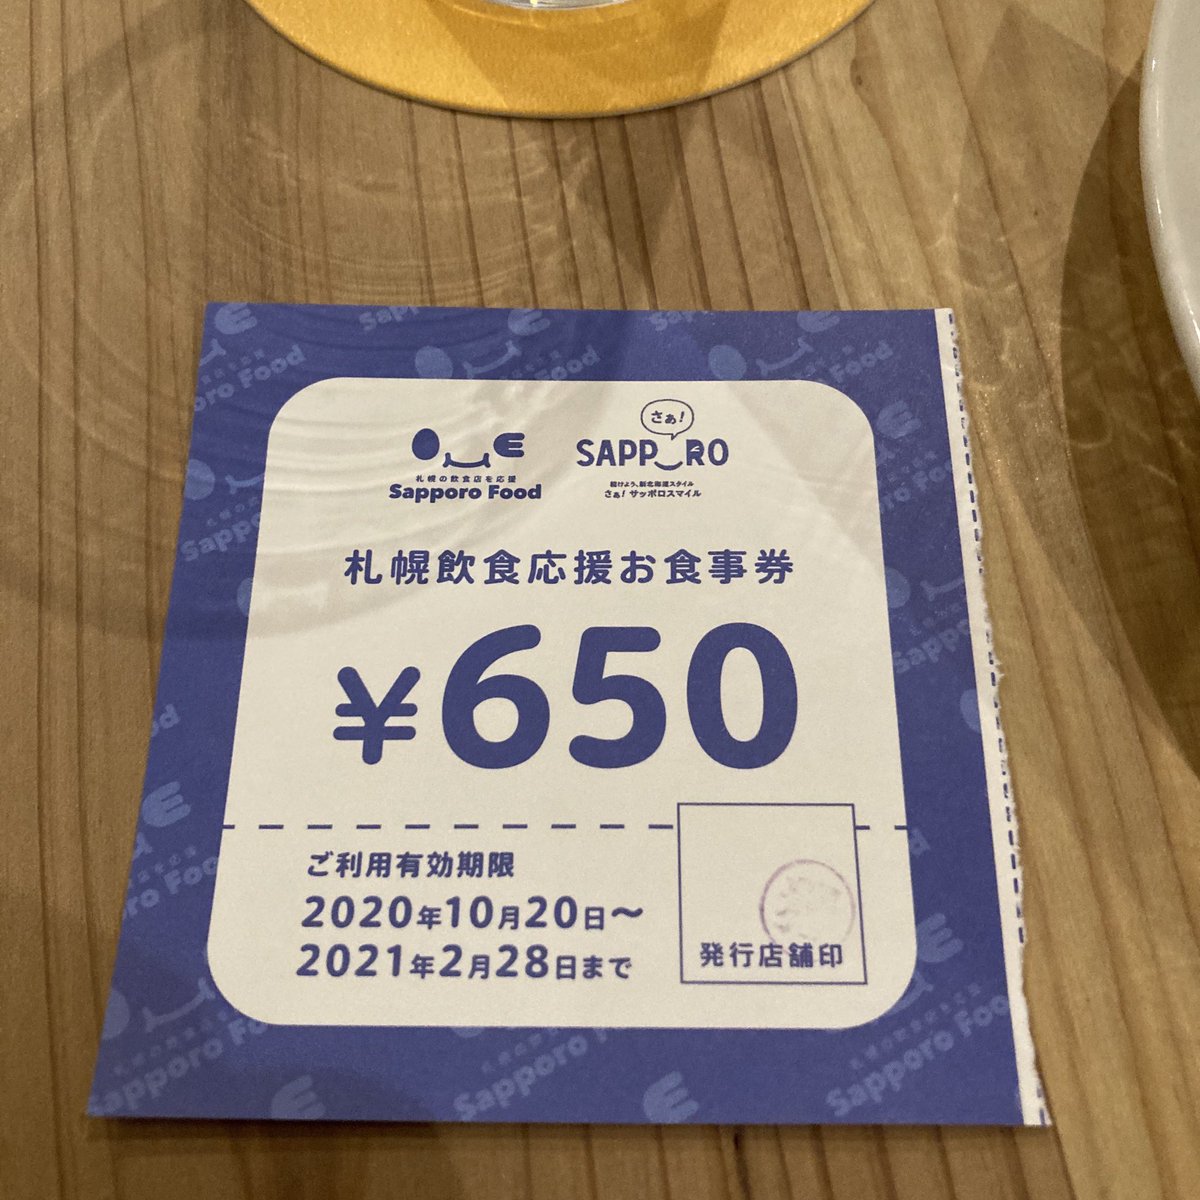 さぁ!
SAPPORO
札幌の飲食店を応援
Sapporo Food
続けよう、新北海道スタイル
さぁ!サッポロスマイル
札幌飲食応援お食事券
¥650
ご利用有効期限
2020年10月20日〜
2021年2月28日まで
発行店舗印